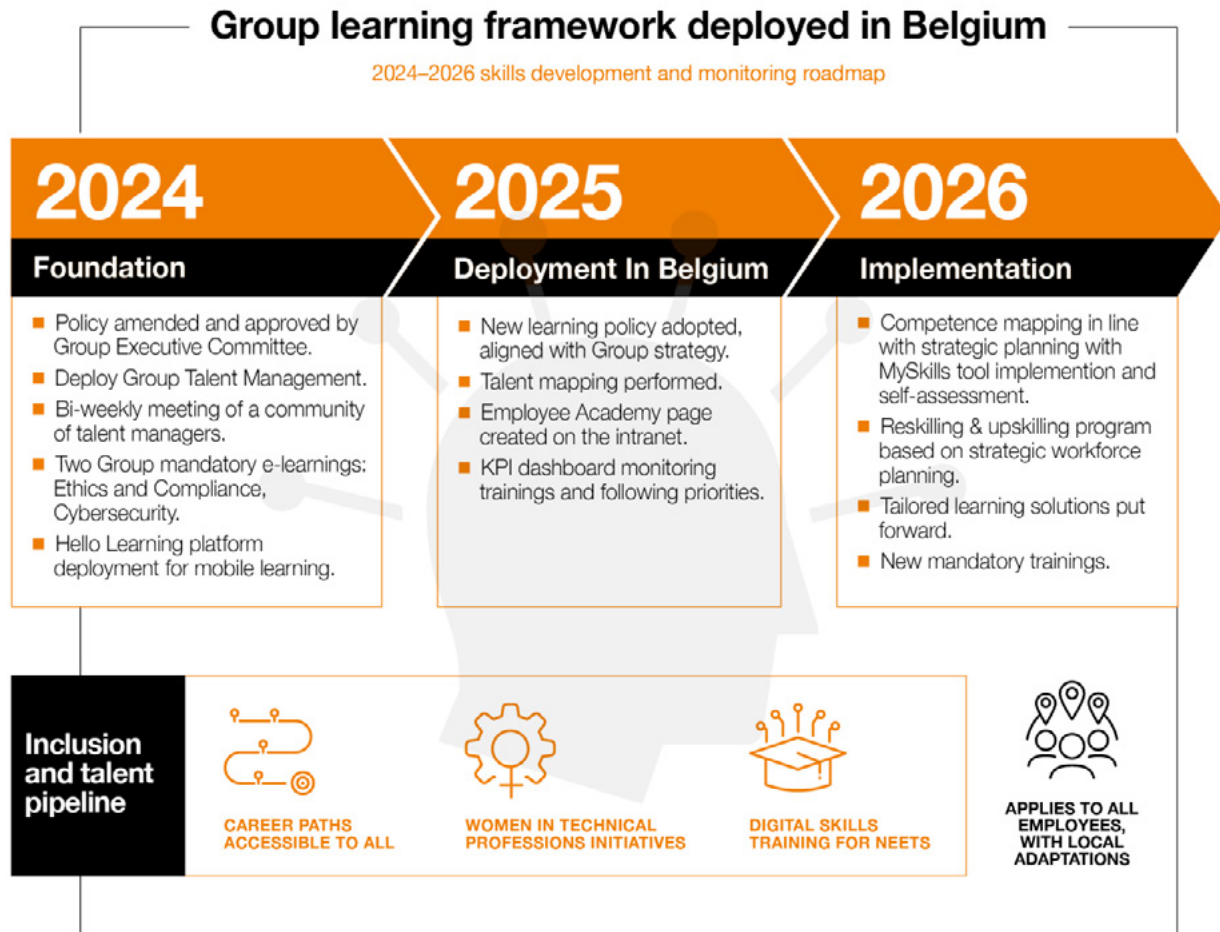 Group learning framework deployed in Belgium
2024–2026 skills development and monitoring roadmap
2024
Foundation
Policy amended and approved by
Group Executive Committee.
Deploy Group Talent Management.
Bi-weekly meeting of a community
of talent managers.
Two Group mandatory e-learnings:
Ethics and Compliance,
Cybersecurity.
Hello Learning platform
deployment for mobile learning.
2025
Deployment In Belgium
New learning policy adopted,
aligned with Group strategy.
Talent mapping performed.
Employee Academy page
created on the intranet.
KPI dashboard monitoring
trainings and following priorities.
2026
Implementation
Competence mapping in line
with strategic planning with
MySkills tool implemention and
self-assessment.
Reskilling & upskilling program
based on strategic workforce
planning.
Tailored learning solutions put
forward.
New mandatory trainings.
Inclusion
and talent
pipeline
CAREER PATHS
ACCESSIBLE TO ALL
WOMEN IN TECHNICAL
PROFESSIONS INITIATIVES
DIGITAL SKILLS
TRAINING FOR NEETS
APPLIES TO ALL
EMPLOYEES,
WITH LOCAL
ADAPTATIONS